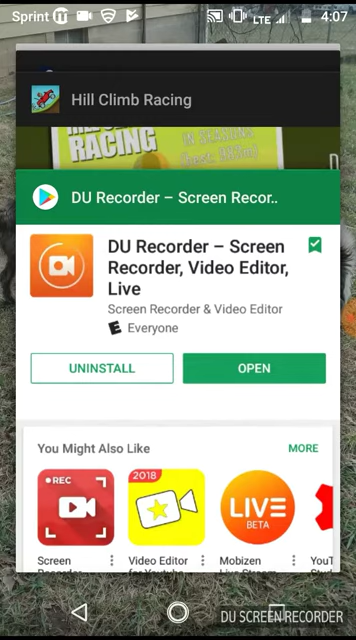 Sprint LTE 4:07
Hill Climb Racing
RACING
DU Recorder – Screen Recor..
DU Recorder – Screen
Recorder, Video Editor,
Live
Screen Recorder & Video Editor
E Everyone
UNINSTALL OPEN
You Might Also Like MORE
REC 2018 LIVE
BETA
Screen Video Editor Mobizen
for Youtube Live Stream
DU SCREEN RECORDER